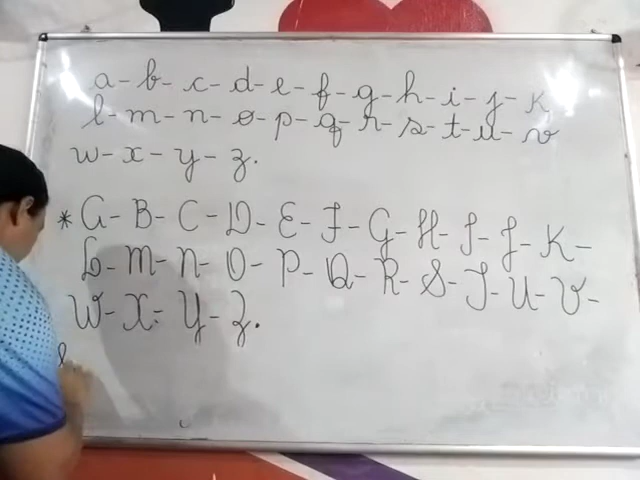 a - b - c - d - e - f - g - h - i - j - k
l - m - n - o - p - q - r - s - t - u - v
w - x - y - z.
* A - B - C - D - E - F - G - H - I - J - K -
L - M - N - O - P - Q - R - S - T - U - V -
W - X - Y - Z.